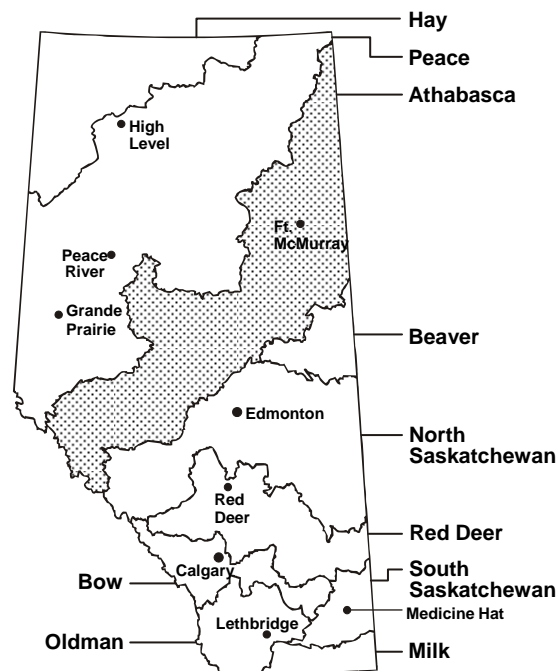 Hay
Peace
Athabasca
High
Level
Ft.
McMurray
Peace
River
Grande
Prairie
Beaver
Edmonton
North
Saskatchewan
Red
Deer
Red Deer
Calgary
South
Saskatchewan
Bow
Medicine Hat
Lethbridge
Oldman
Milk